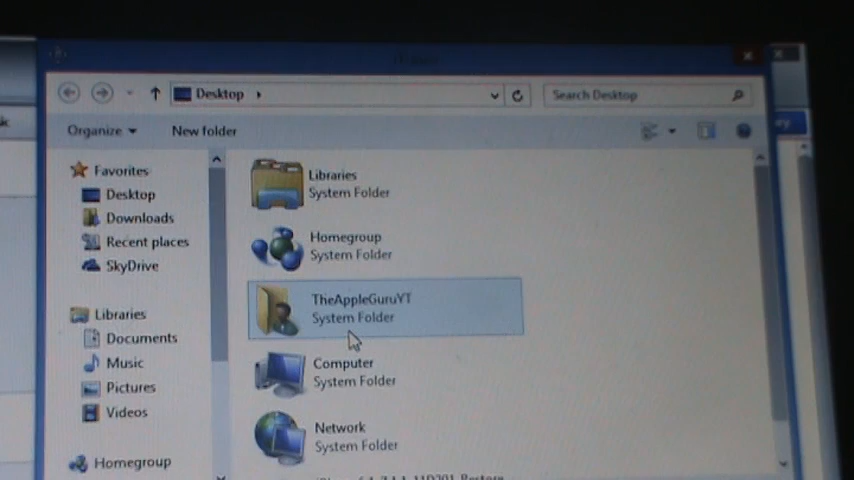 Desktop
Search Desktop
Organize
New folder
Favorites
Desktop
Downloads
Recent places
SkyDrive
Libraries
Documents
Music
Pictures
Videos
Homegroup
Libraries
System Folder
Homegroup
System Folder
TheAppleGuruYT
System Folder
Computer
System Folder
Network
System Folder